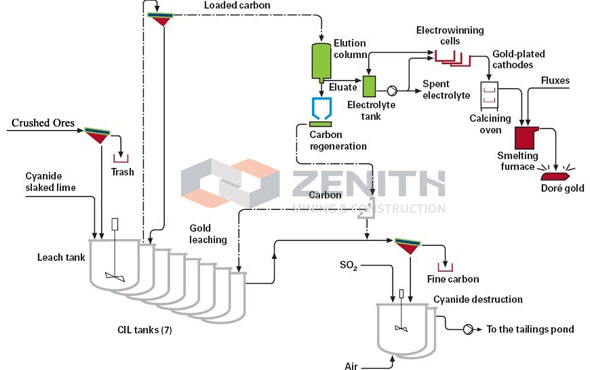 Loaded carbon
Electrowinning
cells
Elution
column
Gold-plated
cathodes
Eluate
Fluxes
Electrolyte
tank
Spent
electrolyte
Calcining
oven
Crushed Ores
Carbon
regeneration
Smelting
furnace
Trash
Cyanide
slaked lime
ZENITH
MINING & CONSTRUCTION
Carbon
Doré gold
Gold
leaching
Leach tank
SO2
Fine carbon
Cyanide destruction
CIL tanks (7)
To the tailings pond
Air